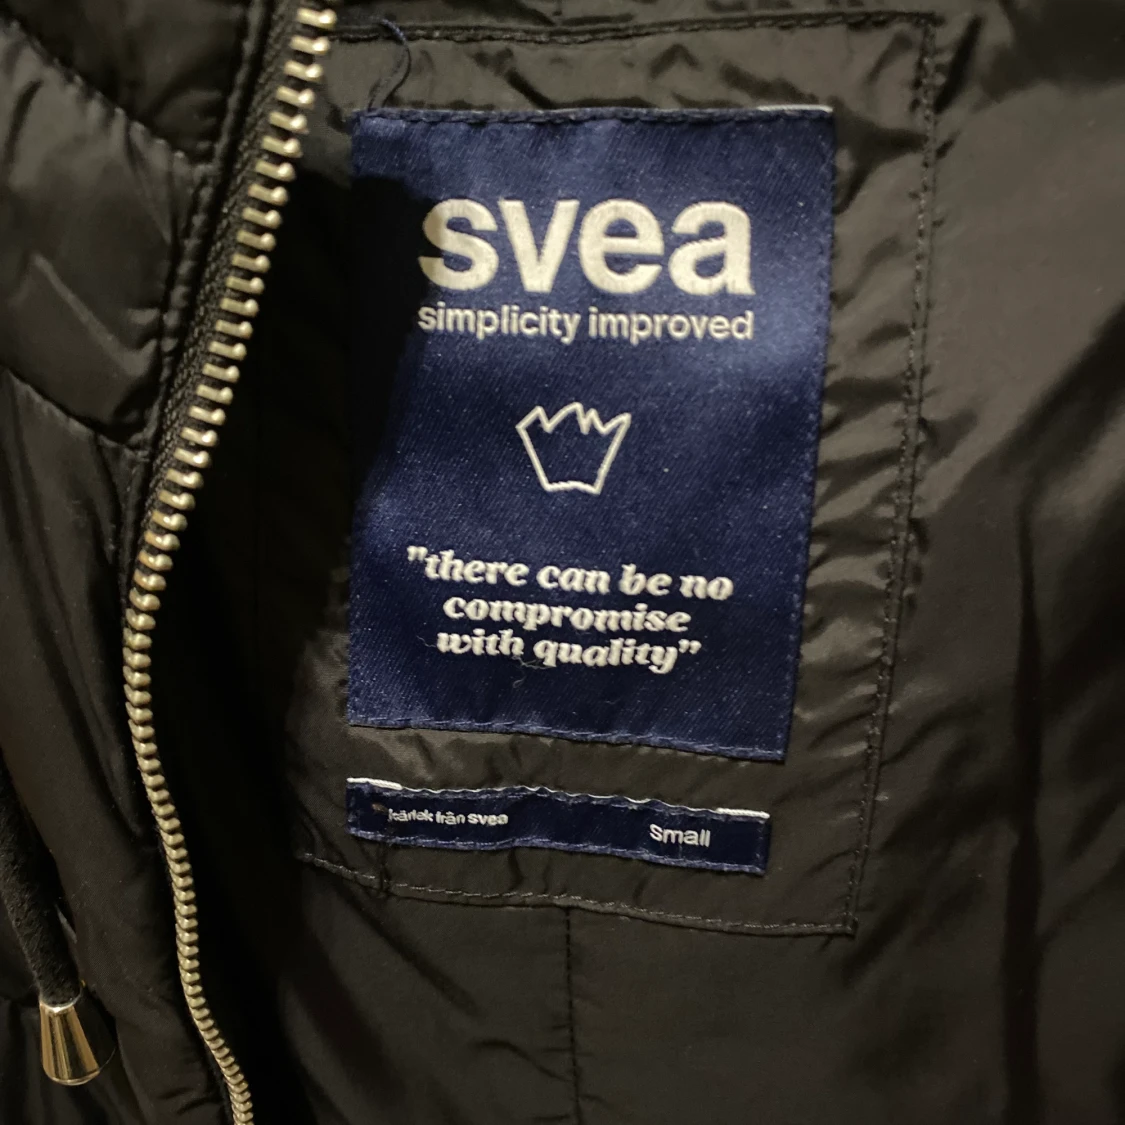 svea
simplicity improved
"there can be no
compromise
with quality"
kärlek från svea
Small